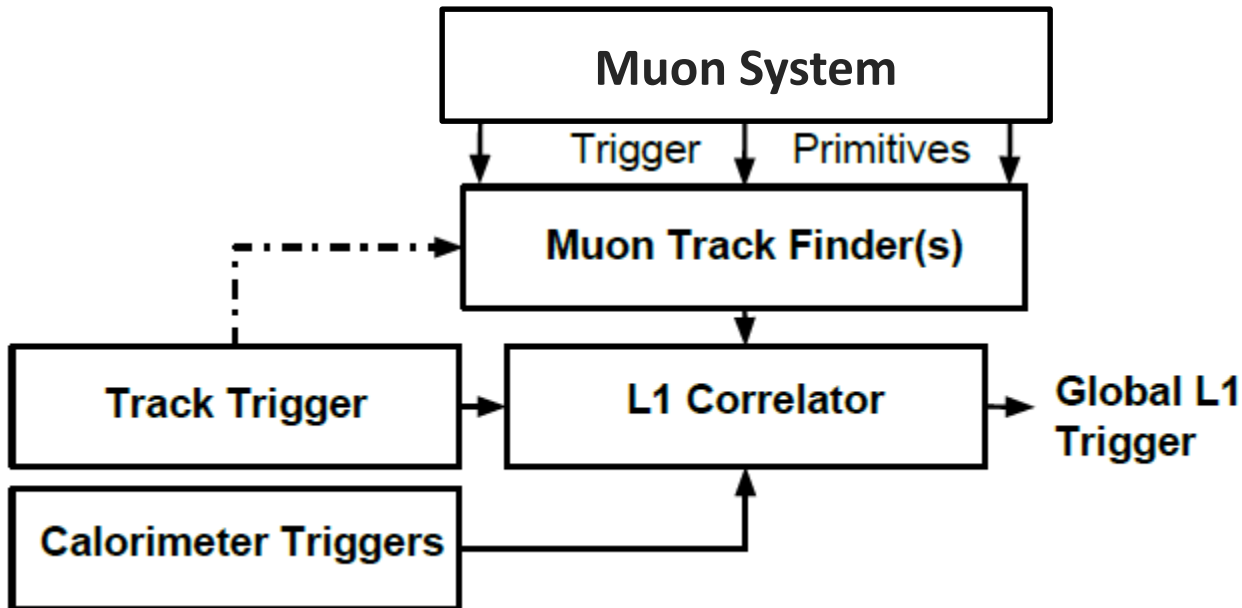 Muon System
Trigger Primitives
Muon Track Finder(s)
Track Trigger
L1 Correlator
Global L1
Trigger
Calorimeter Triggers